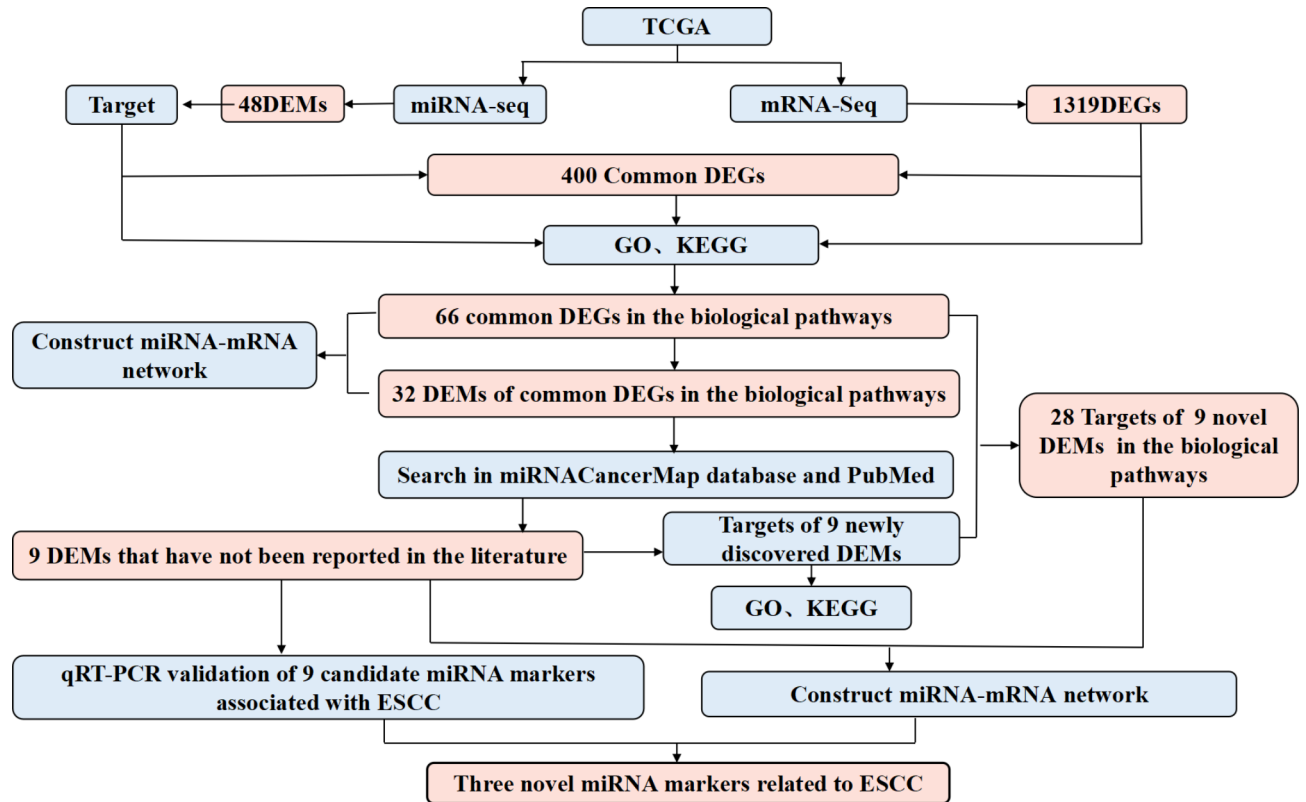 TCGA
Target
48DEMs
miRNA-seq
mRNA-Seq
1319DEGs
400 Common DEGs
GO、KEGG
66 common DEGs in the biological pathways
Construct miRNA-mRNA
network
32 DEMs of common DEGs in the biological pathways
28 Targets of 9 novel
DEMs in the biological
pathways
Search in miRNACancerMap database and PubMed
Targets of 9 newly
discovered DEMs
9 DEMs that have not been reported in the literature
GO、KEGG
qRT-PCR validation of 9 candidate miRNA markers
associated with ESCC
Construct miRNA-mRNA network
Three novel miRNA markers related to ESCC